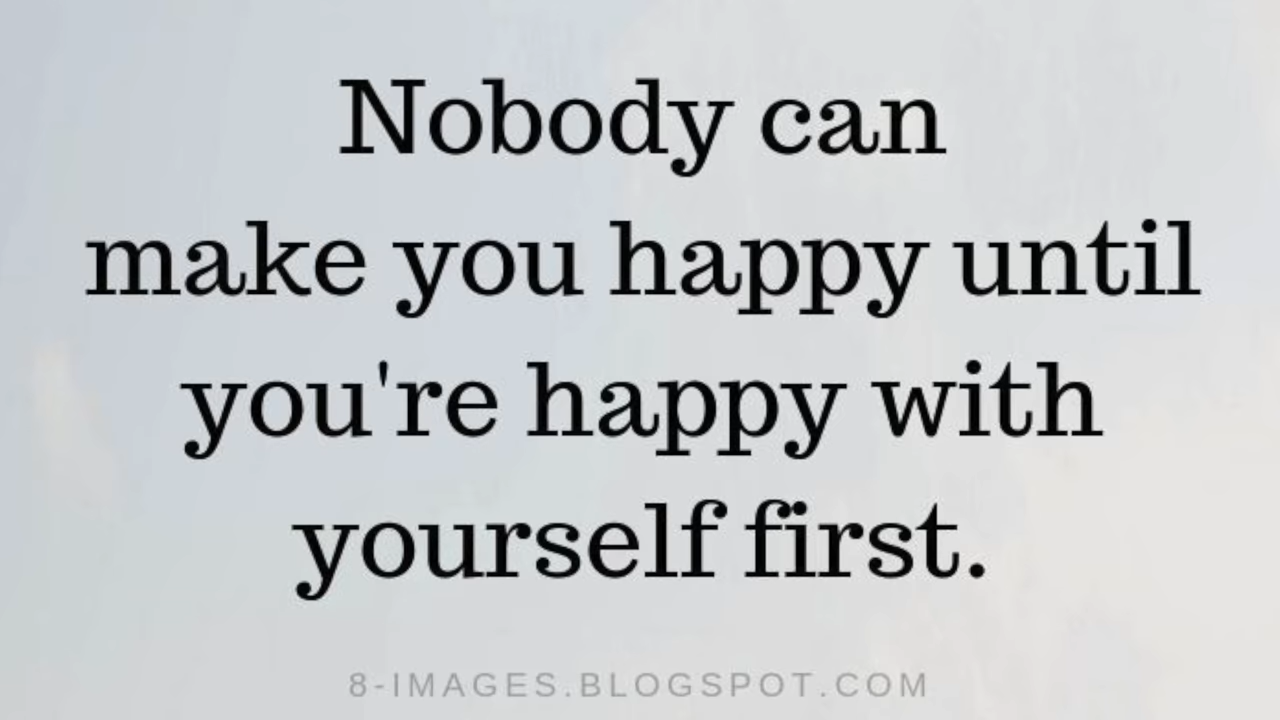 Nobody can
make you happy until
you're happy with
yourself first.
8-IMAGES.BLOGSPOT.COM